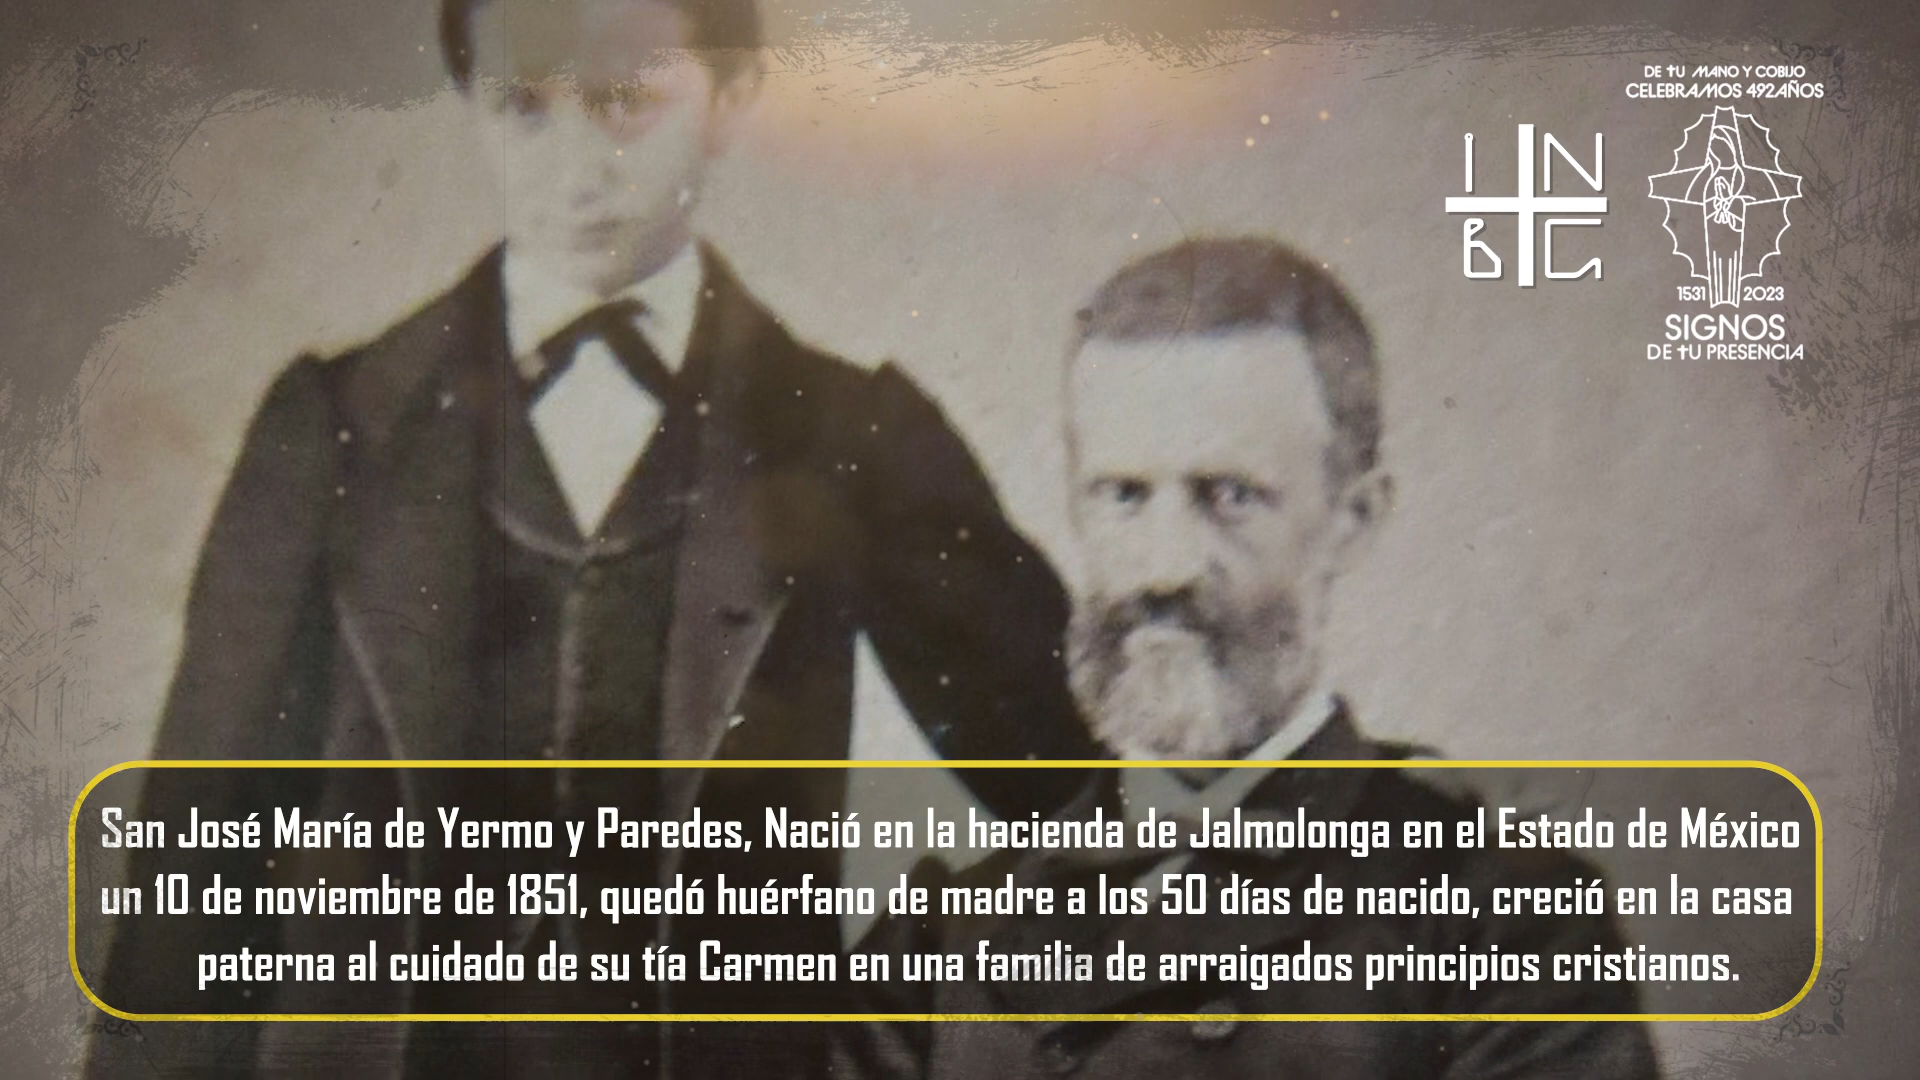 DE TU MANO Y COBIJO
CELEBRAMOS 492AÑOS
I N
B G
1531 2023
SIGNOS
DE TU PRESENCIA
San José María de Yermo y Paredes, Nació en la hacienda de Jalmolonga en el Estado de México
un 10 de noviembre de 1851, quedó huérfano de madre a los 50 días de nacido, creció en la casa
paterna al cuidado de su tía Carmen en una familia de arraigados principios cristianos.